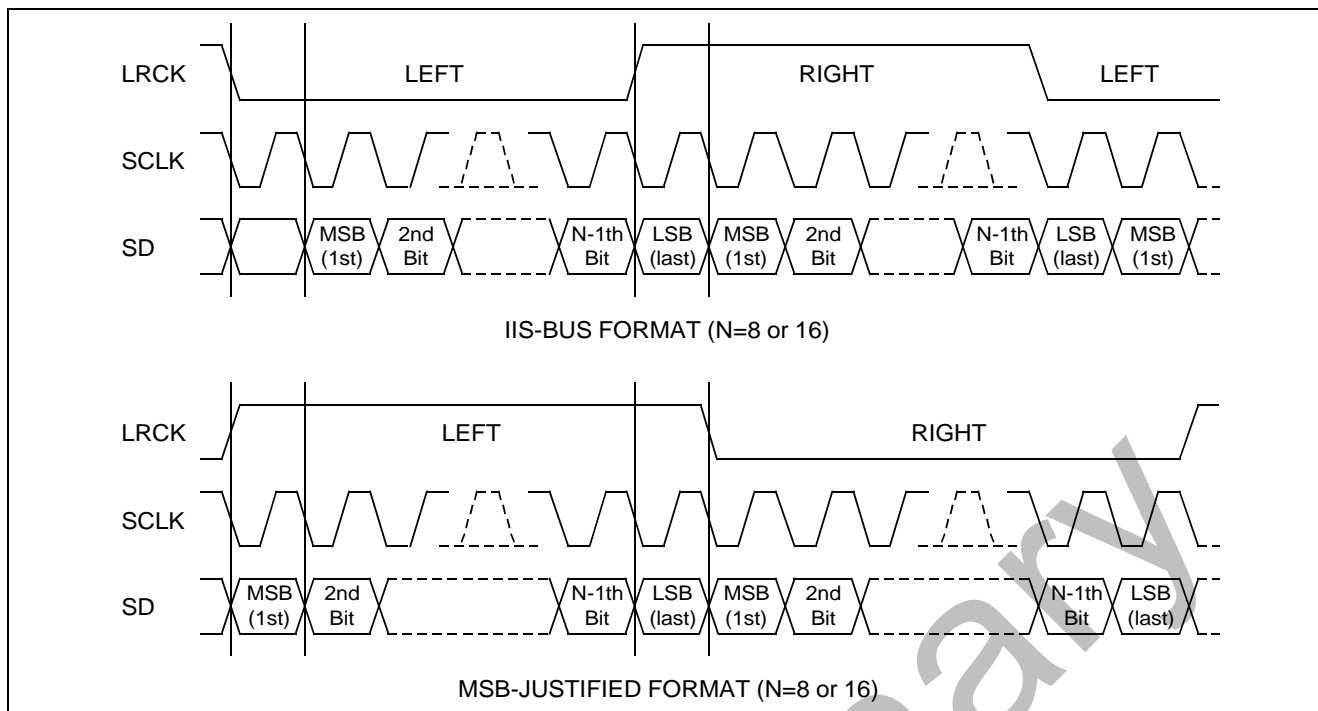 LRCK LEFT RIGHT LEFT
SCLK
SD MSB (1st) 2nd Bit N-1th Bit LSB (last) MSB (1st) 2nd Bit N-1th Bit LSB (last) MSB (1st)
IIS-BUS FORMAT (N=8 or 16)
LRCK LEFT RIGHT
SCLK
SD MSB (1st) 2nd Bit N-1th Bit LSB (last) MSB (1st) 2nd Bit N-1th Bit LSB (last)
MSB-JUSTIFIED FORMAT (N=8 or 16)